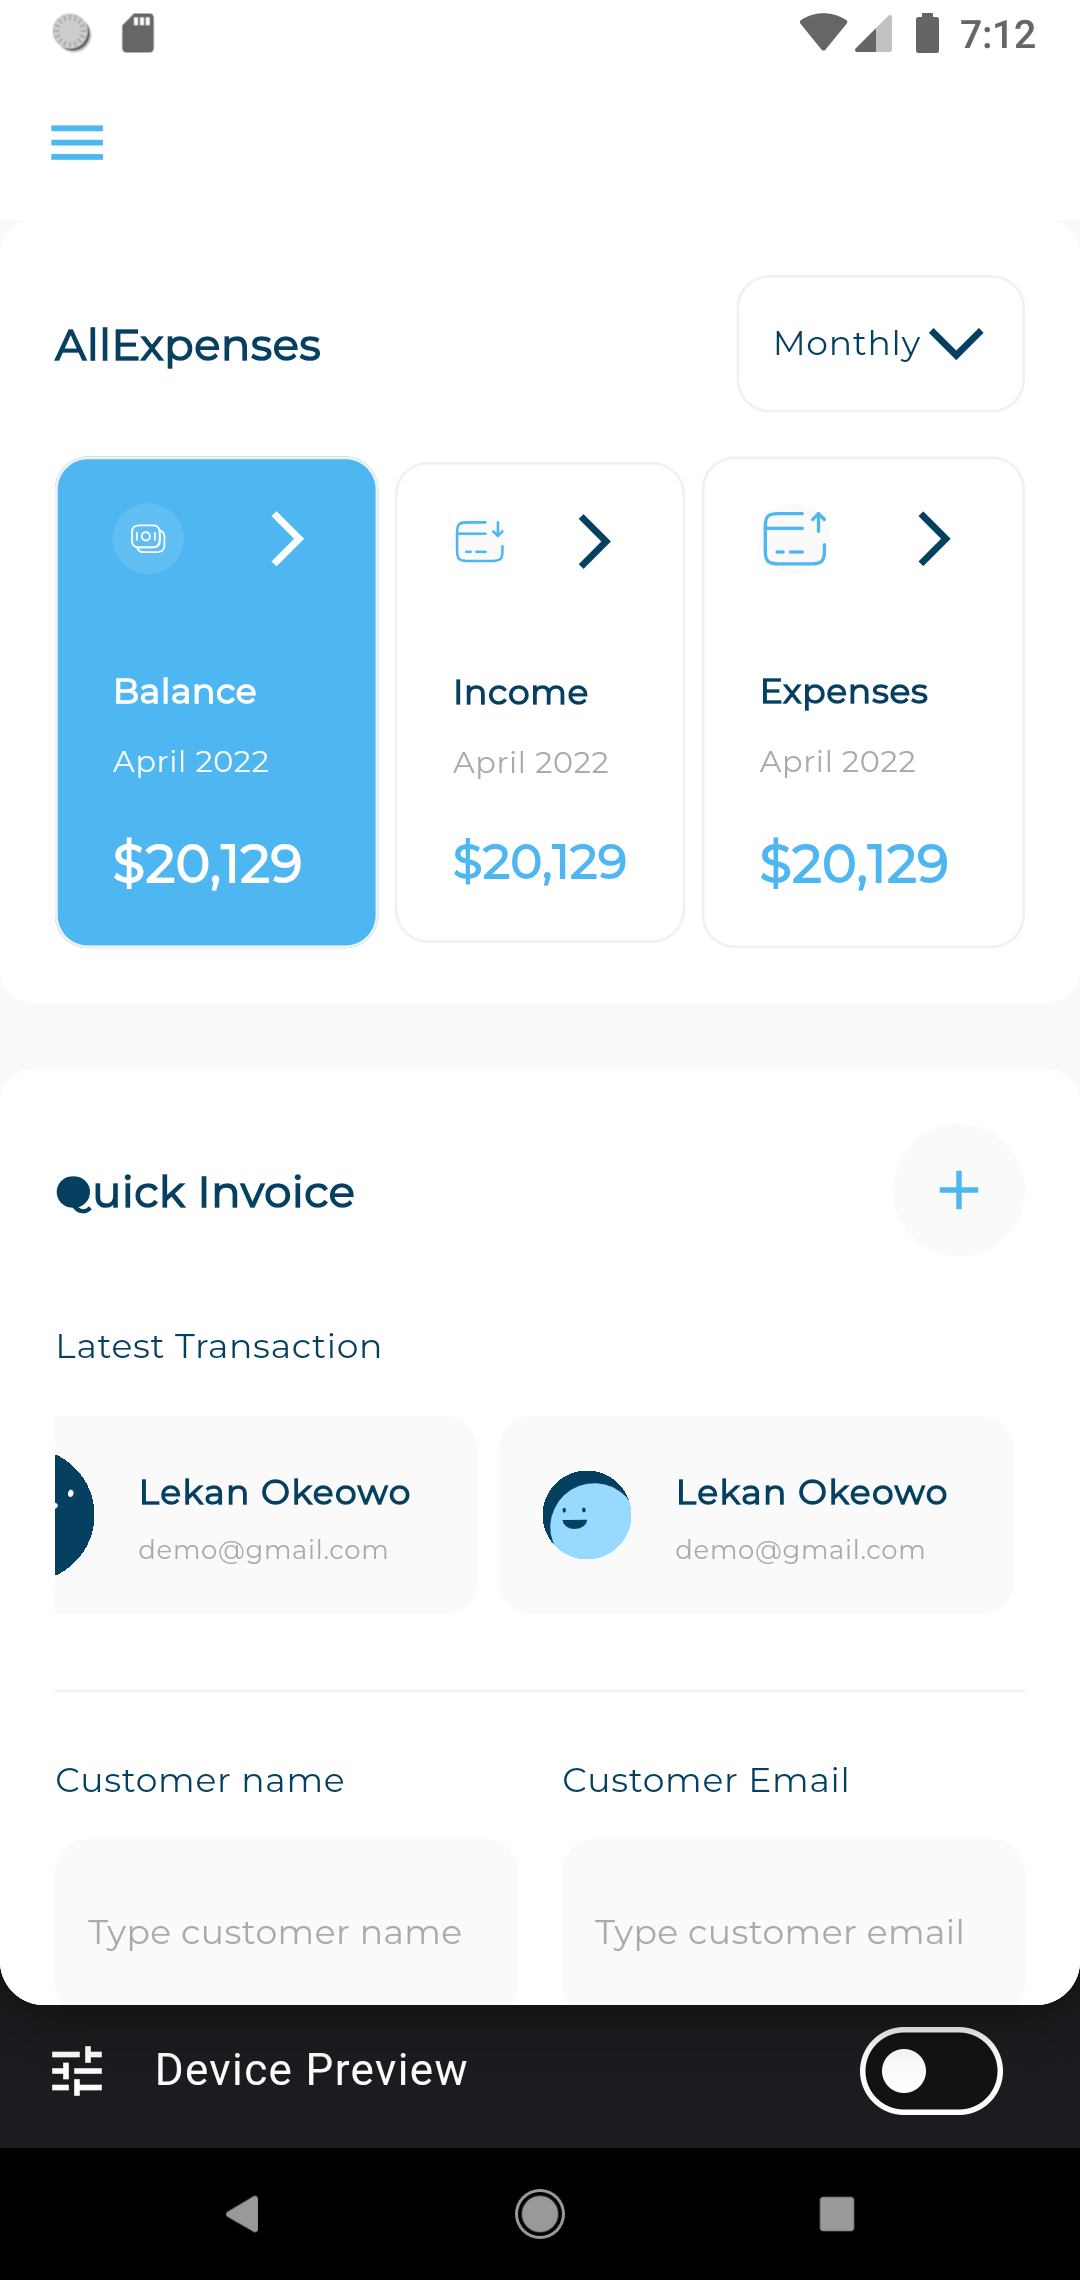 7:12
AllExpenses
Monthly
Balance
April 2022
$20,129
Income
April 2022
$20,129
Expenses
April 2022
$20,129
Quick Invoice
Latest Transaction
Lekan Okeowo
demo@gmail.com
Lekan Okeowo
demo@gmail.com
Customer name
Customer Email
Type customer name
Type customer email
Device Preview